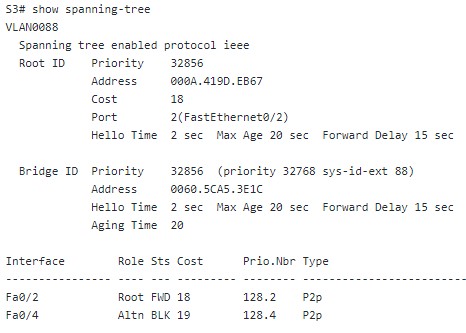 S3# show spanning-tree
VLAN0088
  Spanning tree enabled protocol ieee
  Root ID    Priority    32856
             Address     000A.419D.EB67
             Cost        18
             Port        2(FastEthernet0/2)
             Hello Time  2 sec  Max Age 20 sec  Forward Delay 15 sec

  Bridge ID  Priority    32856  (priority 32768 sys-id-ext 88)
             Address     0060.5CA5.3E1C
             Hello Time  2 sec  Max Age 20 sec  Forward Delay 15 sec
             Aging Time  20

Interface        Role Sts Cost      Prio.Nbr Type
---------------- ---- --- --------- -------- --------------------------
Fa0/2            Root FWD 18        128.2    P2p
Fa0/4            Altn BLK 19        128.4    P2p